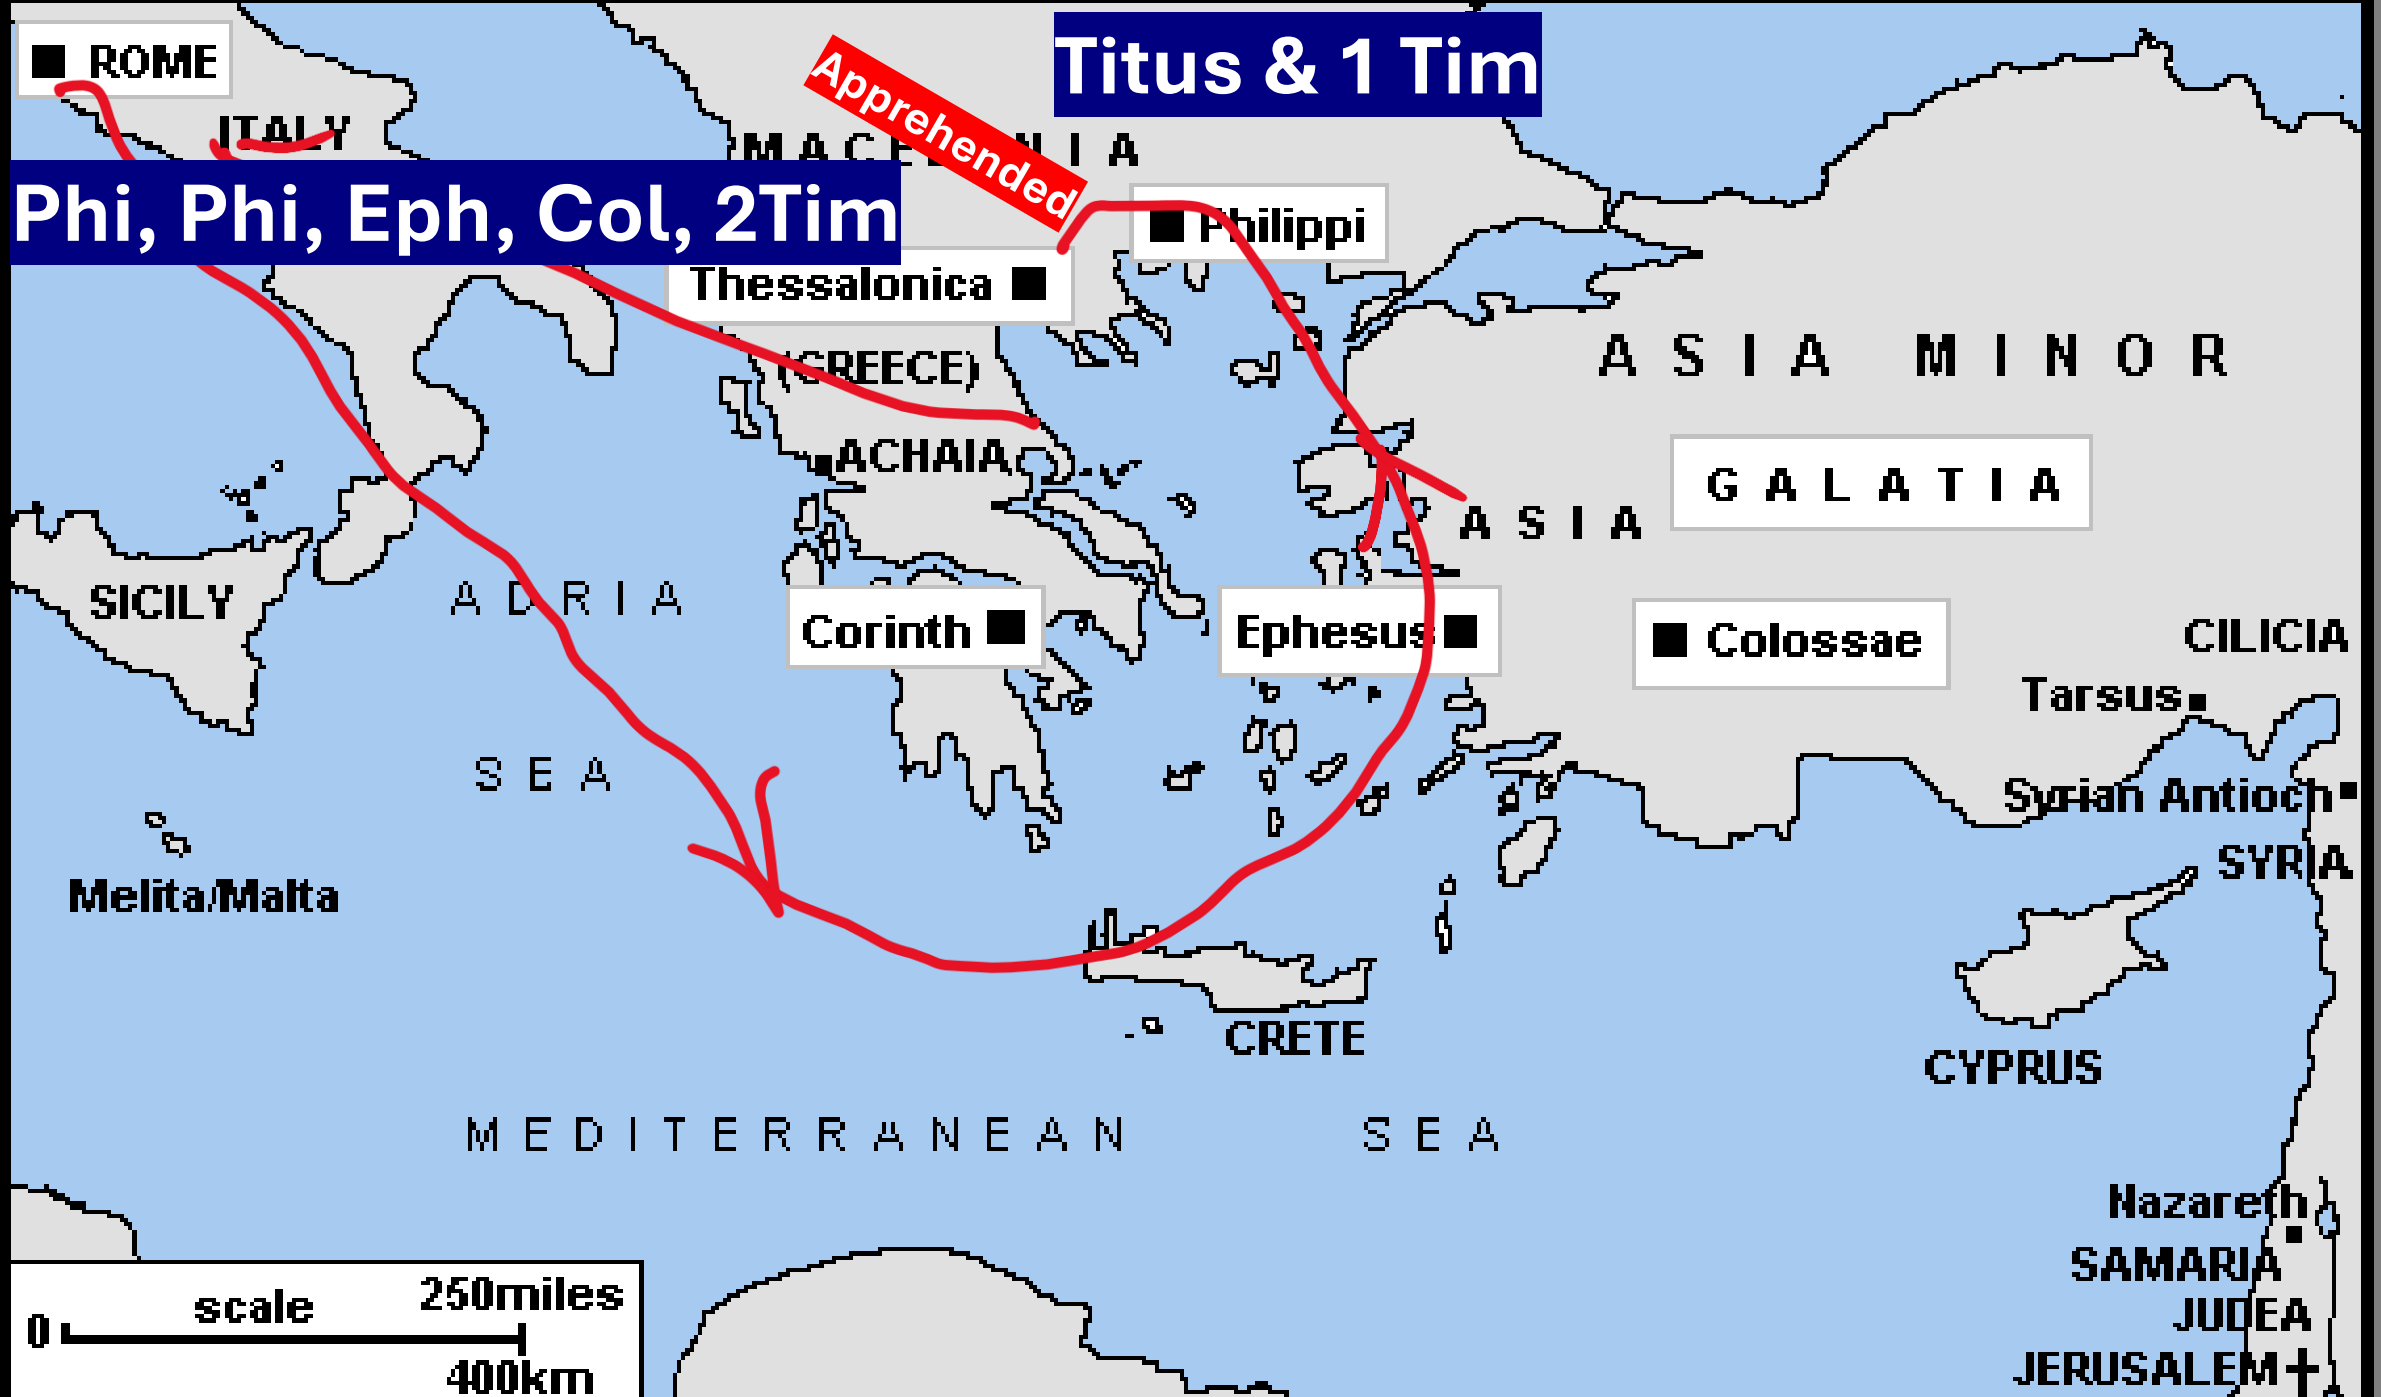 ROME
Titus & 1 Tim
Apprehended
ITALY
MACEDONIA
Phi, Phi, Eph, Col, 2Tim
Philippi
Thessalonica
(GREECE)
ASIA MINOR
ACHAIA
GALATIA
ASIA
SICILY
ADRIA
Corinth
Ephesus
Colossae
CILICIA
Tarsus
SEA
Syrian Antioch
SYRIA
Melita/Malta
CRETE
CYPRUS
MEDITERRANEAN SEA
Nazareth
SAMARIA
JUDEA
JERUSALEM
0 scale 250miles
400km